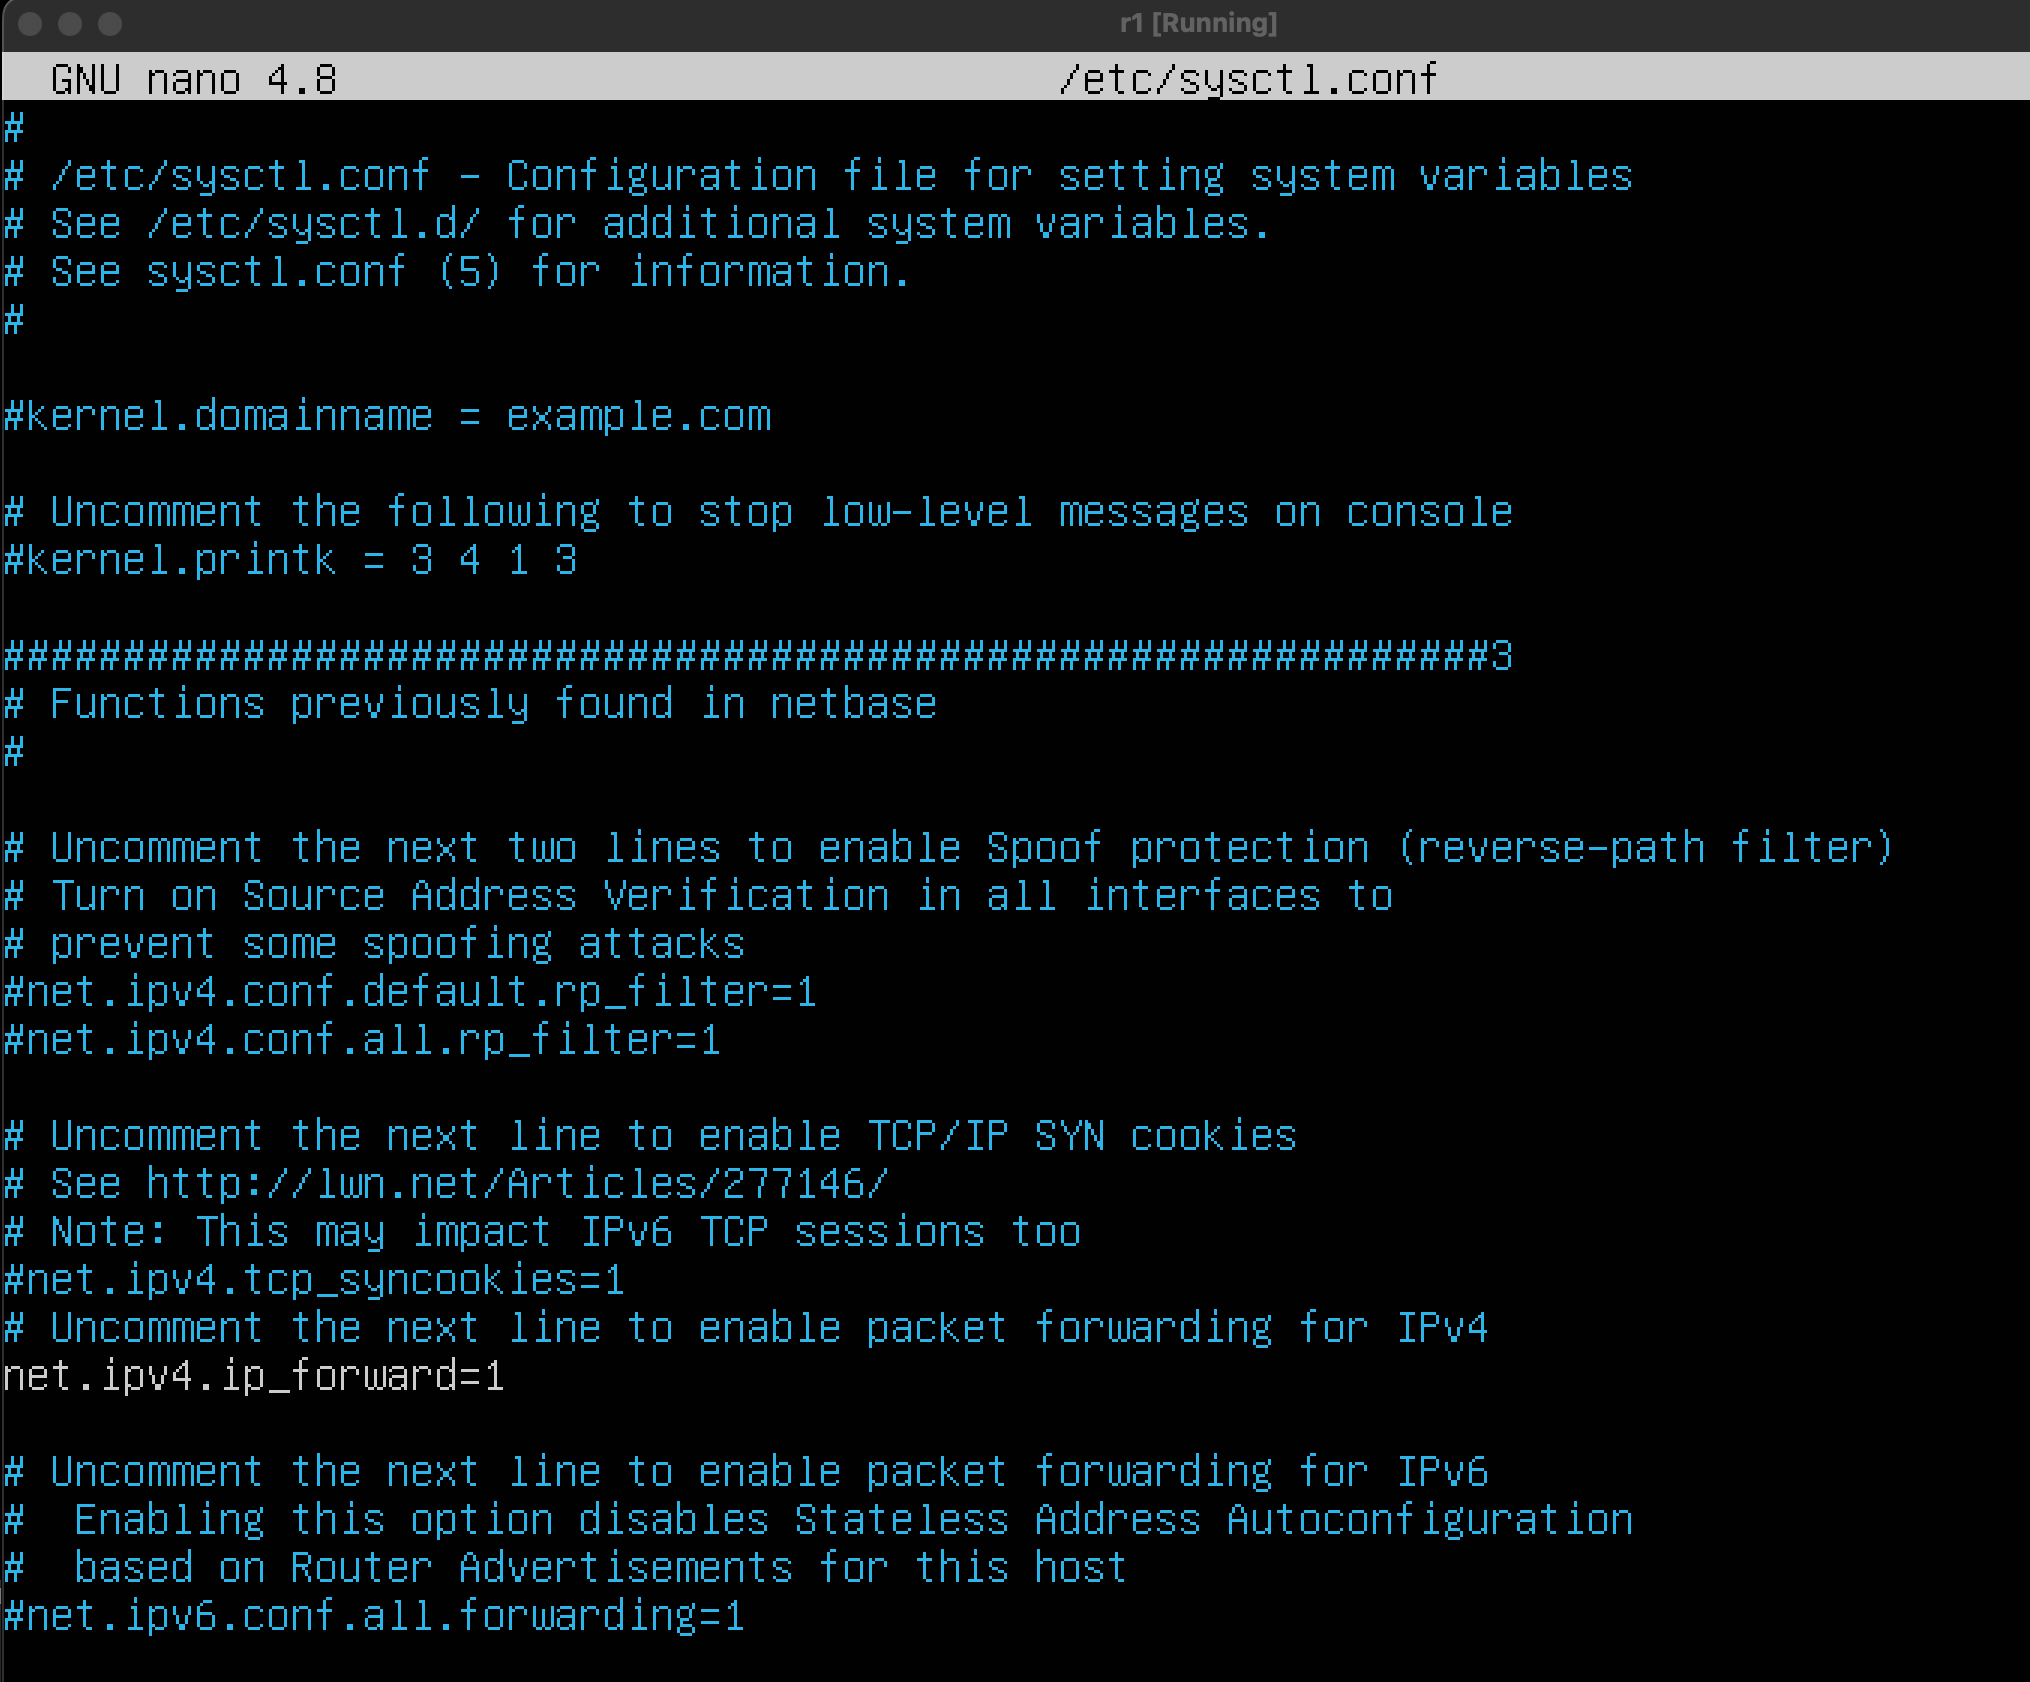 r1 [Running]
GNU nano 4.8 /etc/sysctl.conf
#
# /etc/sysctl.conf - Configuration file for setting system variables
# See /etc/sysctl.d/ for additional system variables.
# See sysctl.conf (5) for information.
#
#kernel.domainname = example.com
# Uncomment the following to stop low-level messages on console
#kernel.printk = 3 4 1 3
##############################################################3
# Functions previously found in netbase
#
# Uncomment the next two lines to enable Spoof protection (reverse-path filter)
# Turn on Source Address Verification in all interfaces to
# prevent some spoofing attacks
#net.ipv4.conf.default.rp_filter=1
#net.ipv4.conf.all.rp_filter=1
# Uncomment the next line to enable TCP/IP SYN cookies
# See http://lwn.net/Articles/277146/
# Note: This may impact IPv6 TCP sessions too
#net.ipv4.tcp_syncookies=1
# Uncomment the next line to enable packet forwarding for IPv4
net.ipv4.ip_forward=1
# Uncomment the next line to enable packet forwarding for IPv6
#  Enabling this option disables Stateless Address Autoconfiguration
#  based on Router Advertisements for this host
#net.ipv6.conf.all.forwarding=1